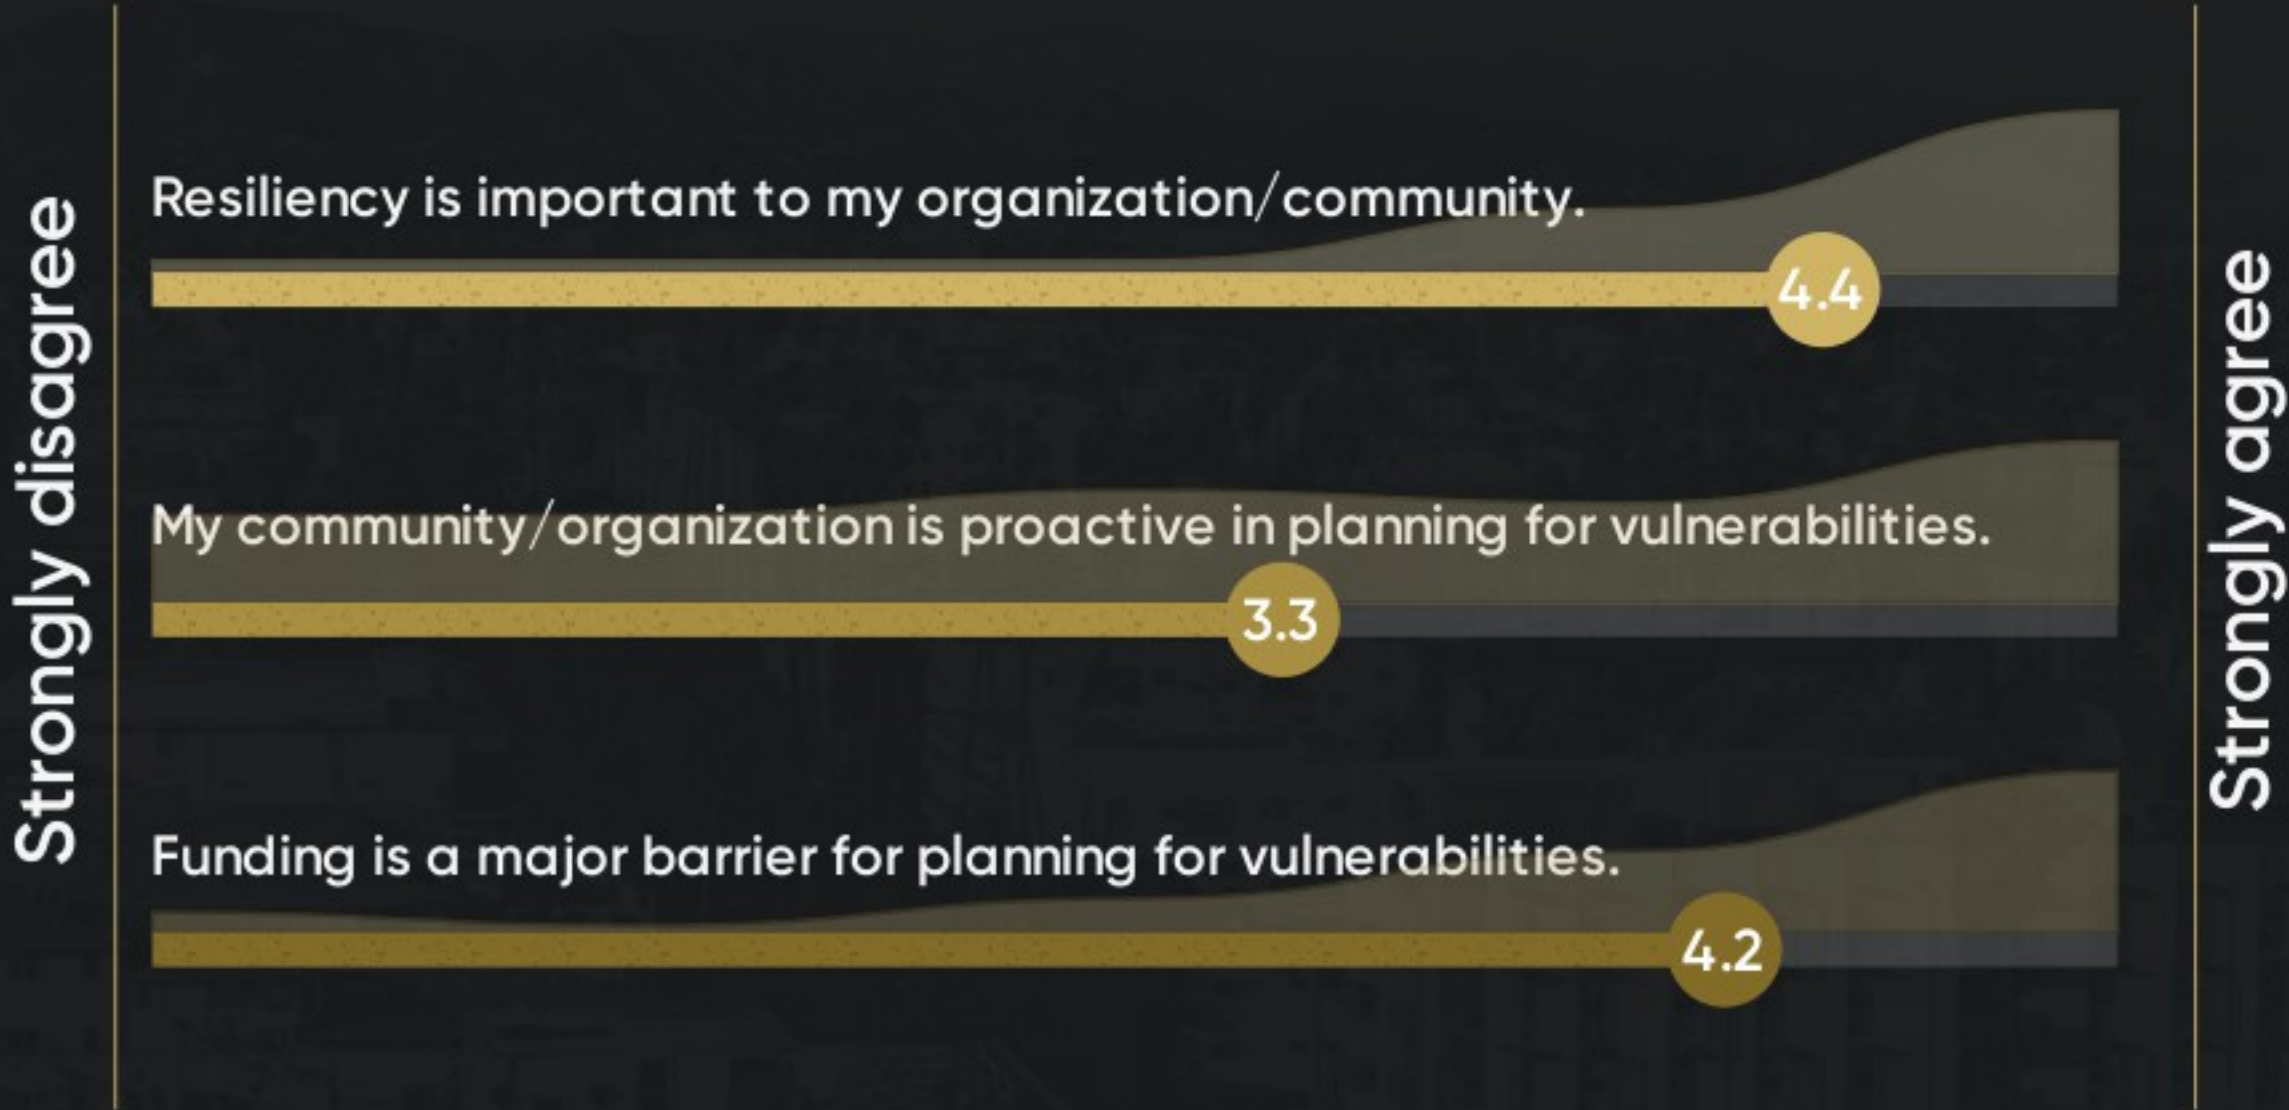 Strongly disagree
Resiliency is important to my organization/community.
4.4
My community/organization is proactive in planning for vulnerabilities.
3.3
Funding is a major barrier for planning for vulnerabilities.
4.2
Strongly agree